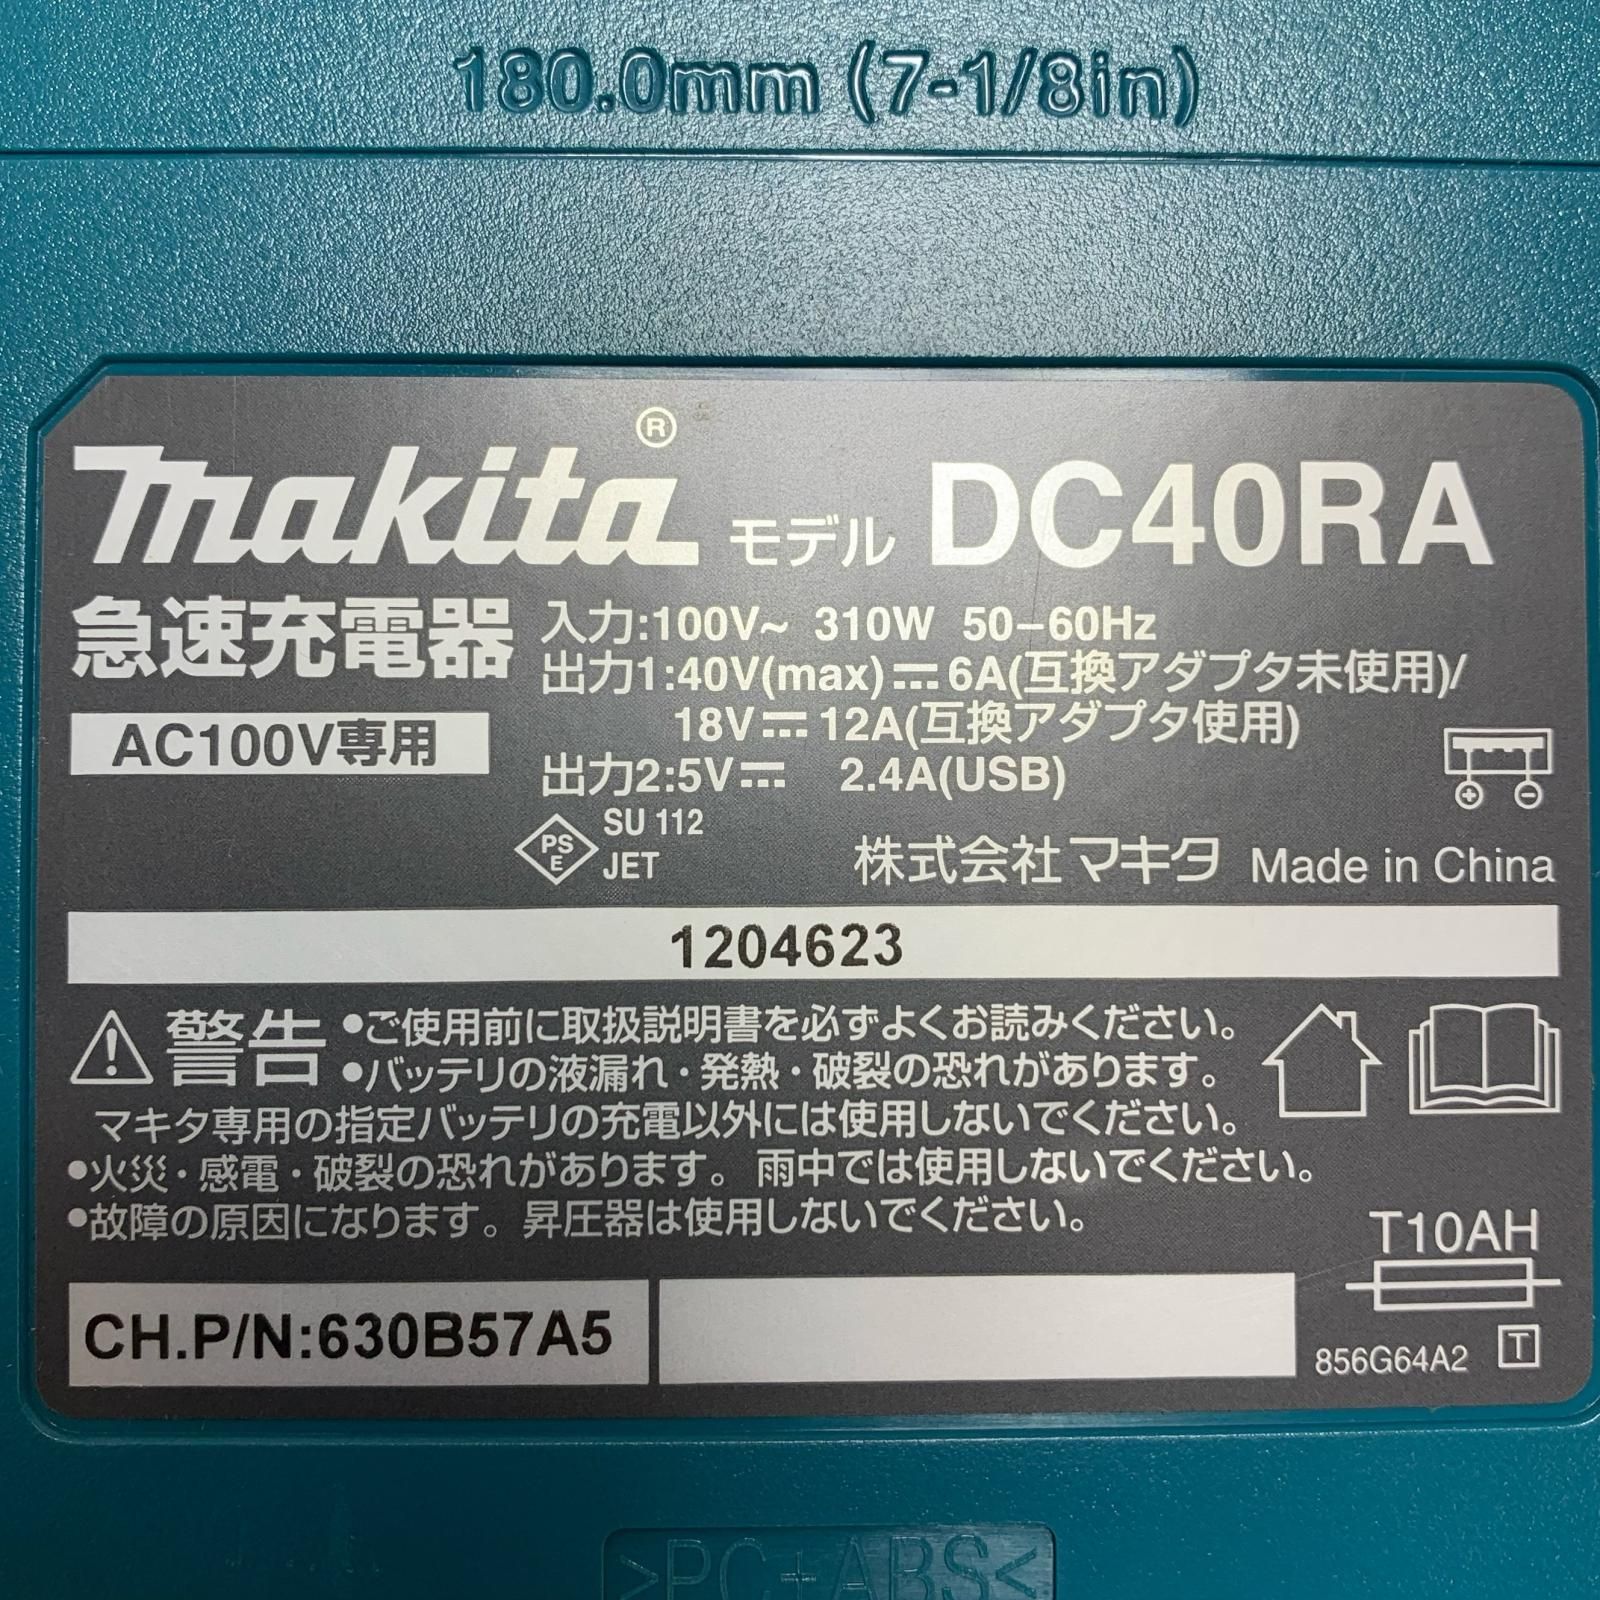 180.0mm (7-1/8in)
makita® モデル DC40RA
急速充電器
AC100V専用
入力:100V~ 310W 50-60Hz
出力1:40V(max)⎓6A(互換アダプタ未使用)/
18V⎓12A(互換アダプタ使用)
出力2:5V⎓ 2.4A(USB)
PS
E
SU 112
JET
株式会社マキタ Made in China
1204623
警告 •ご使用前に取扱説明書を必ずよくお読みください。
•バッテリの液漏れ・発熱・破裂の恐れがあります。
マキタ専用の指定バッテリの充電以外には使用しないでください。
•火災・感電・破裂の恐れがあります。雨中では使用しないでください。
•故障の原因になります。昇圧器は使用しないでください。
T10AH
CH.P/N:630B57A5
856G64A2 T
>PC+ABS<